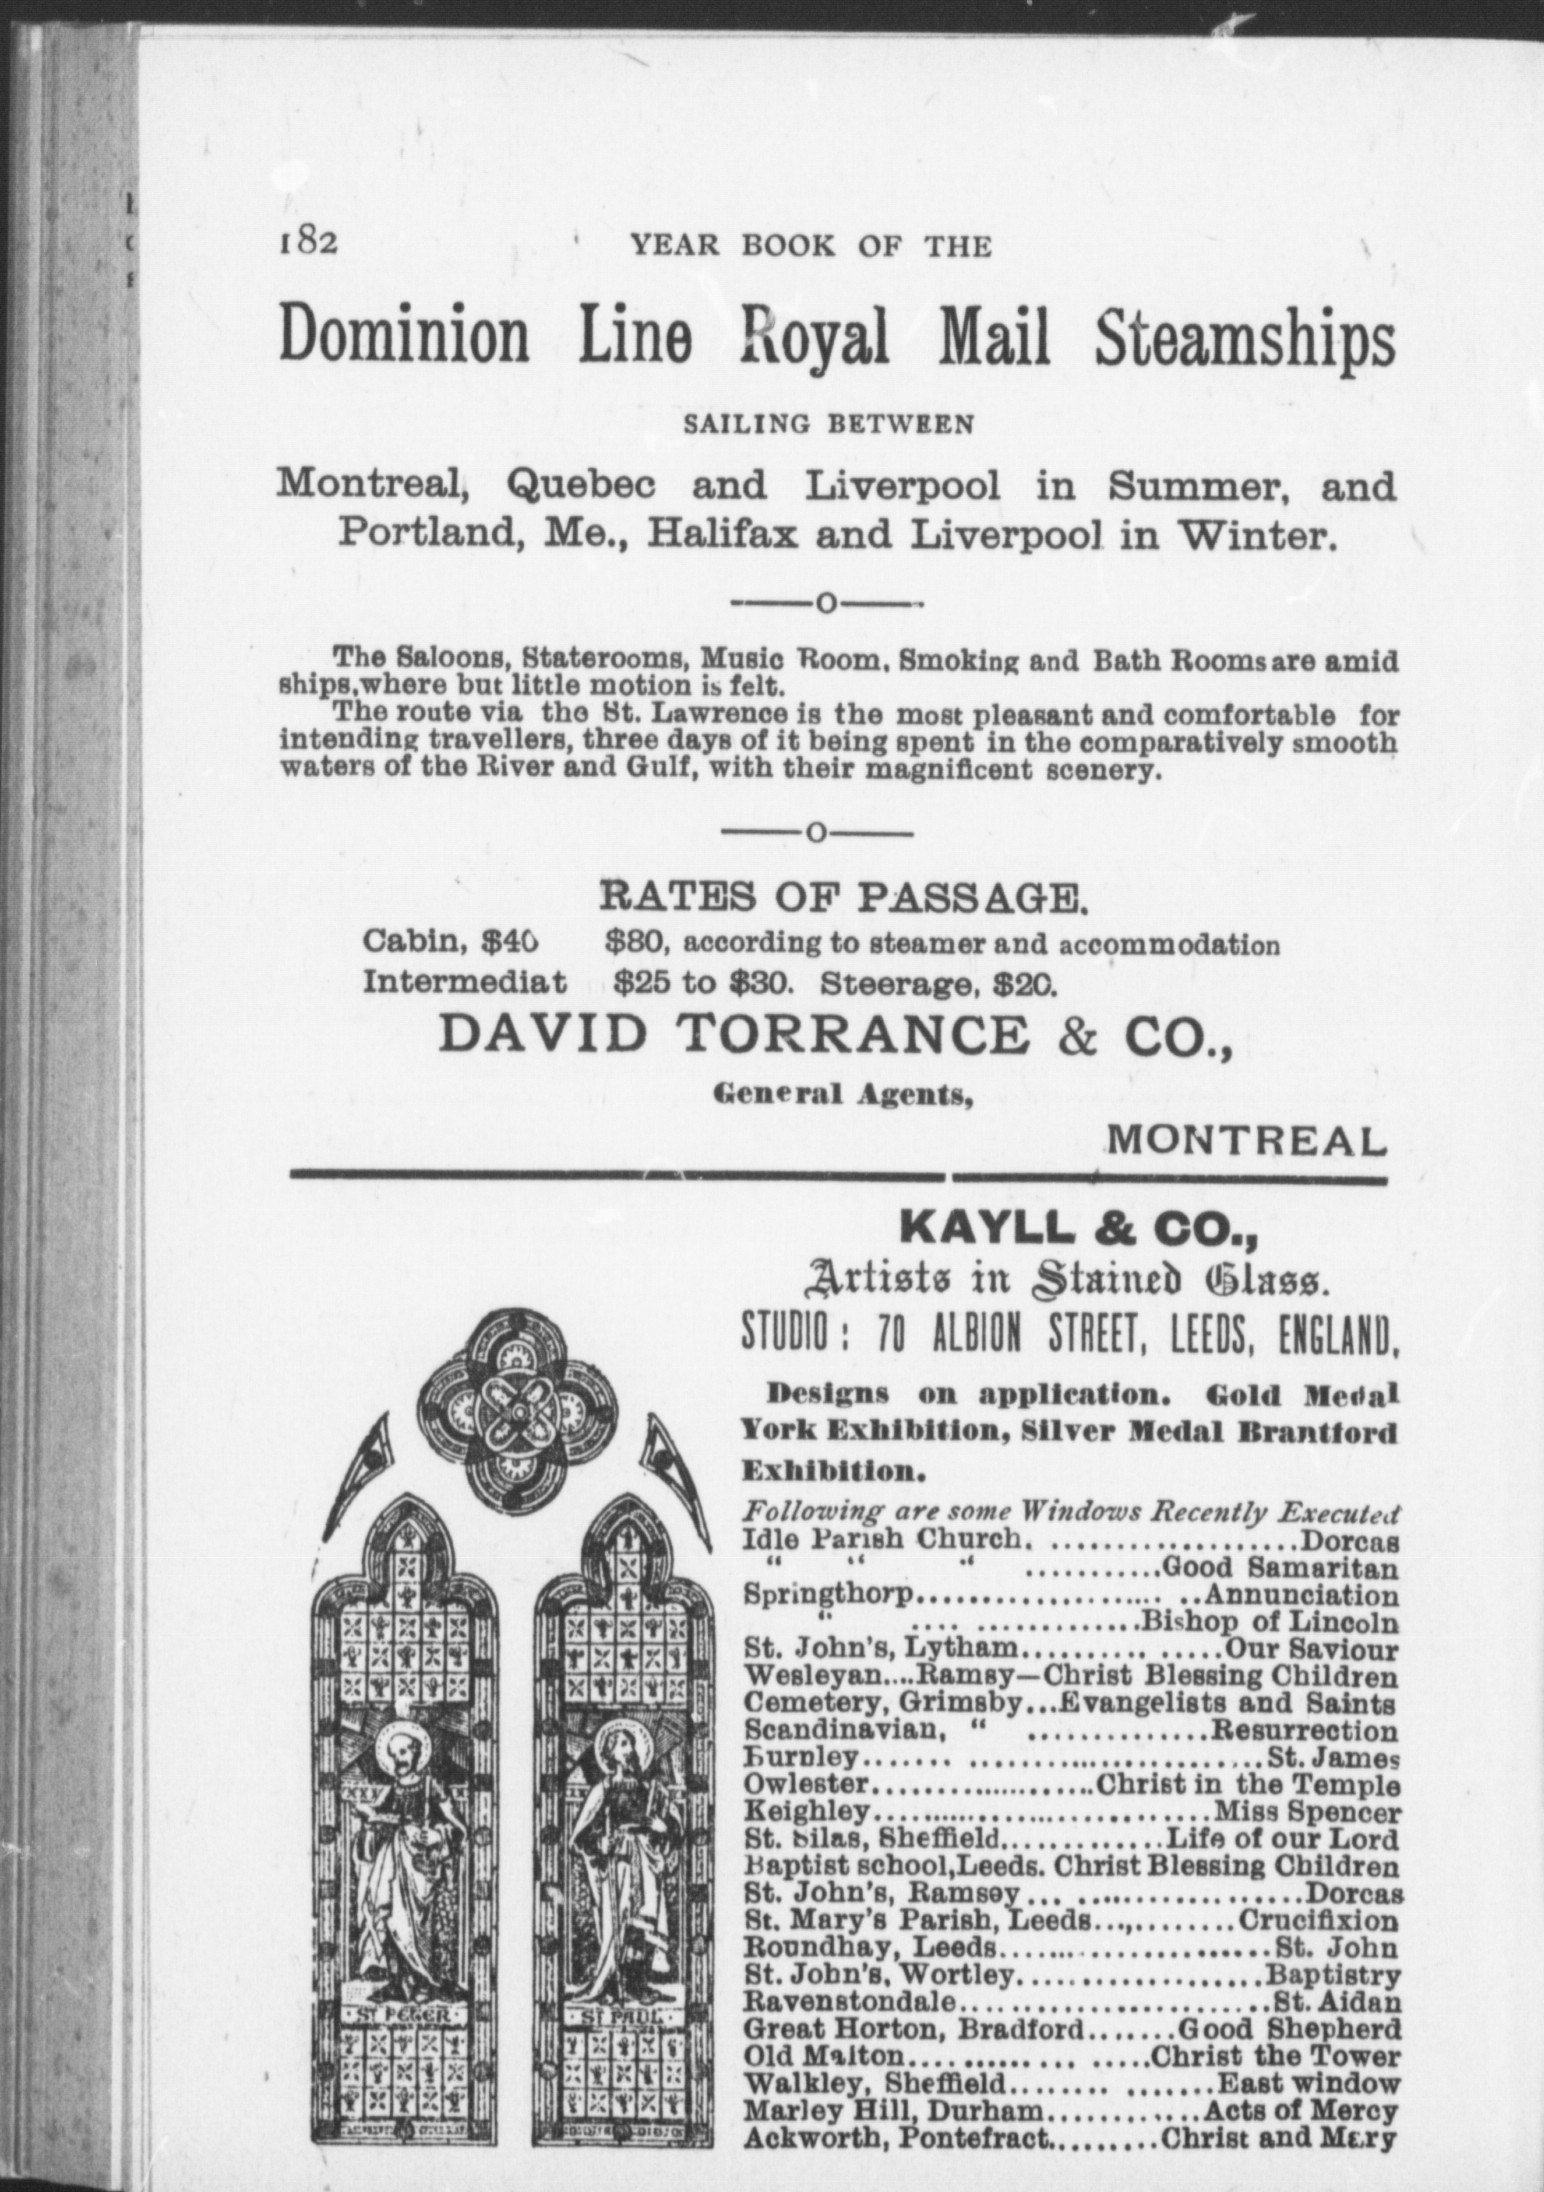 182 YEAR BOOK OF THE
Dominion Line Royal Mail Steamships
SAILING BETWEEN
Montreal, Quebec and Liverpool in Summer, and
Portland, Me., Halifax and Liverpool in Winter.
——o——
The Saloons, Staterooms, Music Room, Smoking and Bath Rooms are amid
ships, where but little motion is felt.
The route via the St. Lawrence is the most pleasant and comfortable for
intending travellers, three days of it being spent in the comparatively smooth
waters of the River and Gulf, with their magnificent scenery.
——o——
RATES OF PASSAGE.
Cabin, $40 $80, according to steamer and accommodation
Intermediat $25 to $30. Steerage, $20.
DAVID TORRANCE & CO.,
General Agents,
MONTREAL
KAYLL & CO.,
Artists in Stained Glass.
STUDIO: 70 ALBION STREET, LEEDS, ENGLAND,
Designs on application. Gold Medal
York Exhibition, Silver Medal Brantford
Exhibition.
Following are some Windows Recently Executed
Idle Parish Church. ...................Dorcas
" " " ...........Good Samaritan
Springthorp..................... ..Annunciation
" .... .............Bishop of Lincoln
St. John's, Lytham.......... .....Our Saviour
Wesleyan....Ramsy—Christ Blessing Children
Cemetery, Grimsby...Evangelists and Saints
Scandinavian, " ..............Resurrection
Burnley....... .......................St. James
Owlester....................Christ in the Temple
Keighley..........................Miss Spencer
St. Silas, Sheffield.............Life of our Lord
Baptist school, Leeds. Christ Blessing Children
St. John's, Ramsey... ..................Dorcas
St. Mary's Parish, Leeds...,........Crucifixion
Roundhay, Leeds.....................St. John
St. John's, Wortley...................Baptistry
Ravenstondale........................St. Aidan
Great Horton, Bradford.......Good Shepherd
Old Malton............. .....Christ the Tower
Walkley, Sheffield........ .......East window
Marley Hill, Durham............Acts of Mercy
Ackworth, Pontefract.........Christ and Mary
ST PETER
ST PAUL